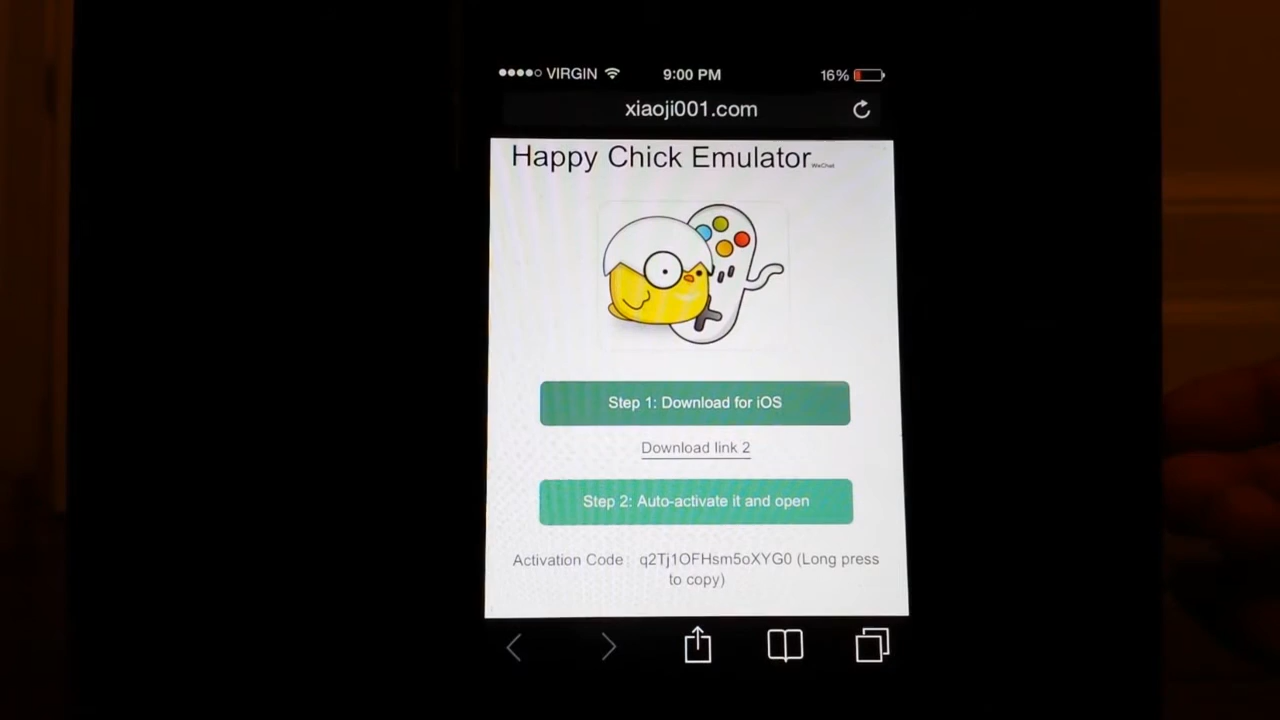 VIRGIN 9:00 PM 16%
xiaoji001.com
Happy Chick Emulator WeChat
Step 1: Download for iOS
Download link 2
Step 2: Auto-activate it and open
Activation Code: q2Tj1OFHsm5oXYG0 (Long press
to copy)